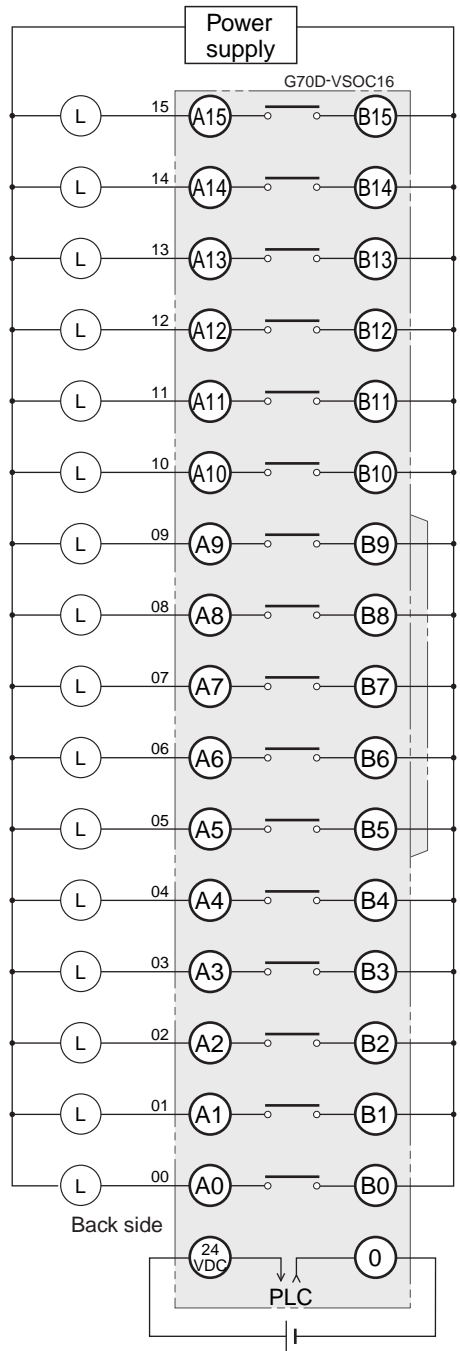 Power
supply
G70D-VSOC16
L 15 A15 B15
L 14 A14 B14
L 13 A13 B13
L 12 A12 B12
L 11 A11 B11
L 10 A10 B10
L 09 A9 B9
L 08 A8 B8
L 07 A7 B7
L 06 A6 B6
L 05 A5 B5
L 04 A4 B4
L 03 A3 B3
L 02 A2 B2
L 01 A1 B1
L 00 A0 B0
Back side
24
VDC
0
PLC